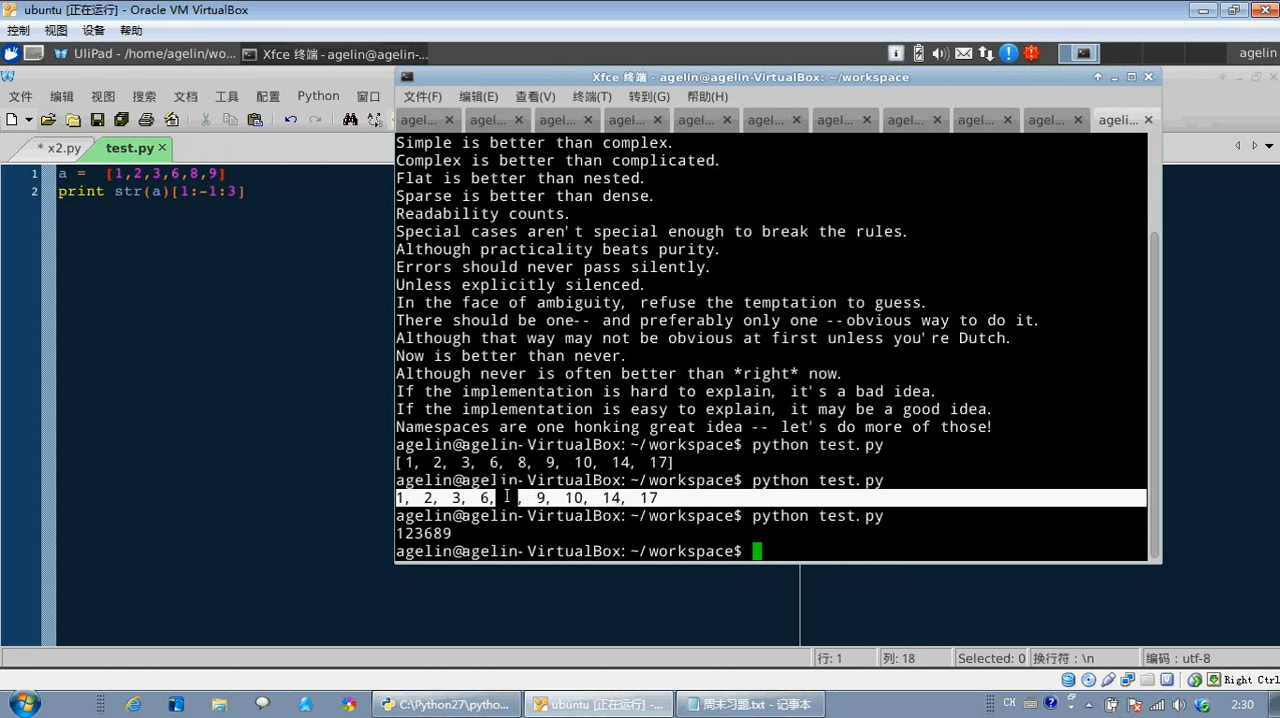 ubuntu [正在运行] - Oracle VM VirtualBox
控制 视图 设备 帮助
UliPad - /home/agelin/wo... Xfce 终端 - agelin@agelin-... agelin
Xfce 终端 - agelin@agelin-VirtualBox: ~/workspace
文件 编辑 视图 搜索 文档 工具 配置 Python 窗口
文件(F) 编辑(E) 查看(V) 终端(T) 转到(G) 帮助(H)
agel... agel... agel... agel... agel... agel... agel... agel... agel... agel... ageli...
* x2.py test.py
1 a = [1,2,3,6,8,9]
2 print str(a)[1:-1:3]
Simple is better than complex.
Complex is better than complicated.
Flat is better than nested.
Sparse is better than dense.
Readability counts.
Special cases aren't special enough to break the rules.
Although practicality beats purity.
Errors should never pass silently.
Unless explicitly silenced.
In the face of ambiguity, refuse the temptation to guess.
There should be one-- and preferably only one --obvious way to do it.
Although that way may not be obvious at first unless you're Dutch.
Now is better than never.
Although never is often better than *right* now.
If the implementation is hard to explain, it's a bad idea.
If the implementation is easy to explain, it may be a good idea.
Namespaces are one honking great idea -- let's do more of those!
agelin@agelin-VirtualBox:~/workspace$ python test.py
[1, 2, 3, 6, 8, 9, 10, 14, 17]
agelin@agelin-VirtualBox:~/workspace$ python test.py
1, 2, 3, 6, , 9, 10, 14, 17
agelin@agelin-VirtualBox:~/workspace$ python test.py
123689
agelin@agelin-VirtualBox:~/workspace$
行: 1 列: 18 换行符: \n Selected: 0 编码: utf-8
Right Ctrl
C:\Python27\pytho... ubuntu [正在运行] -... 周末习题.txt - 记事本 CH 2:30